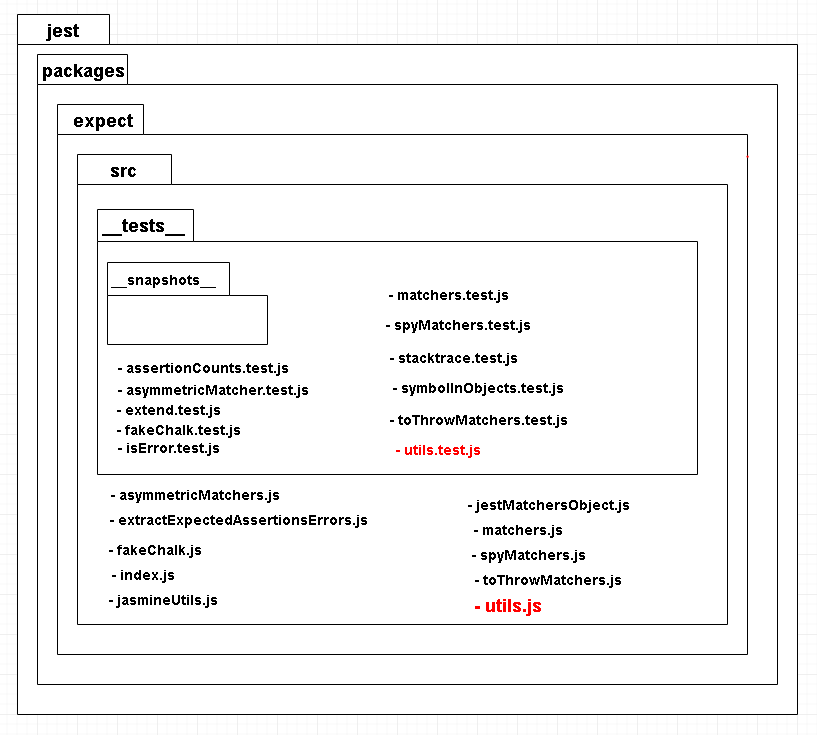 jest
packages
expect
src
__tests__
__snapshots__
- assertionCounts.test.js
- asymmetricMatcher.test.js
- extend.test.js
- fakeChalk.test.js
- isError.test.js
- matchers.test.js
- spyMatchers.test.js
- stacktrace.test.js
- symbolInObjects.test.js
- toThrowMatchers.test.js
- utils.test.js
- asymmetricMatchers.js
- extractExpectedAssertionsErrors.js
- fakeChalk.js
- index.js
- jasmineUtils.js
- jestMatchersObject.js
- matchers.js
- spyMatchers.js
- toThrowMatchers.js
- utils.js